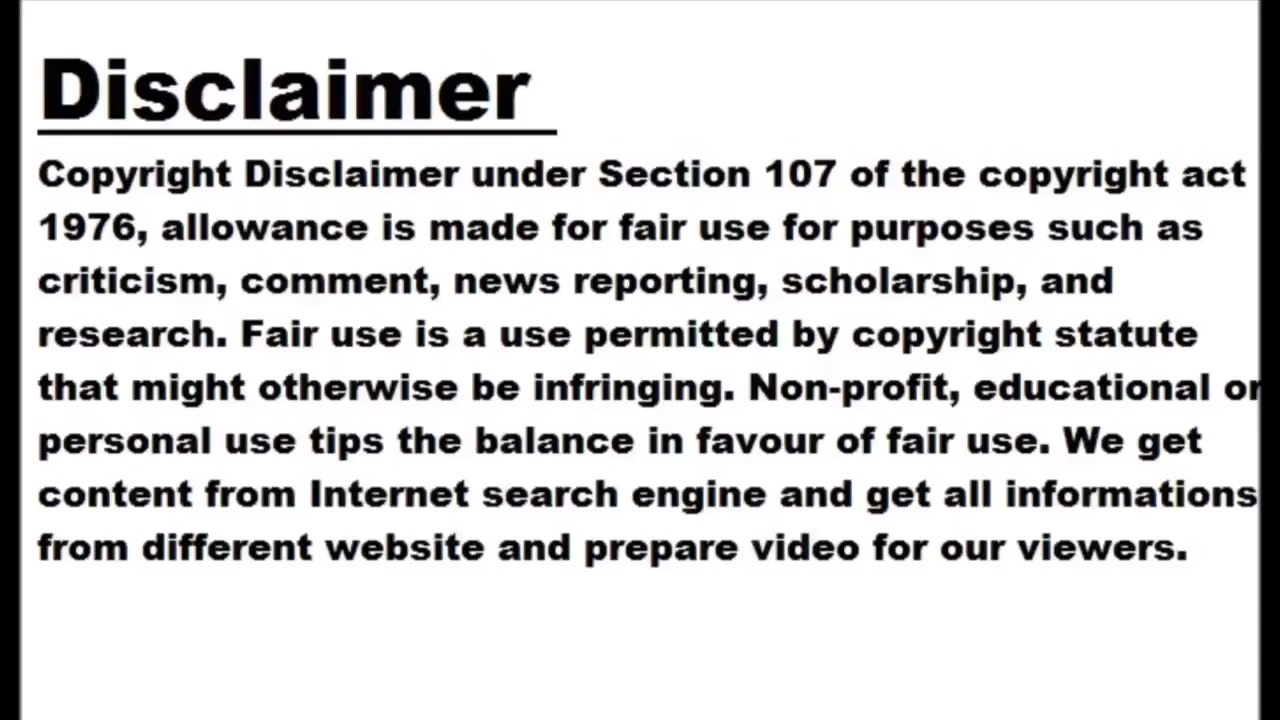 Disclaimer
Copyright Disclaimer under Section 107 of the copyright act
1976, allowance is made for fair use for purposes such as
criticism, comment, news reporting, scholarship, and
research. Fair use is a use permitted by copyright statute
that might otherwise be infringing. Non-profit, educational or
personal use tips the balance in favour of fair use. We get
content from Internet search engine and get all informations
from different website and prepare video for our viewers.